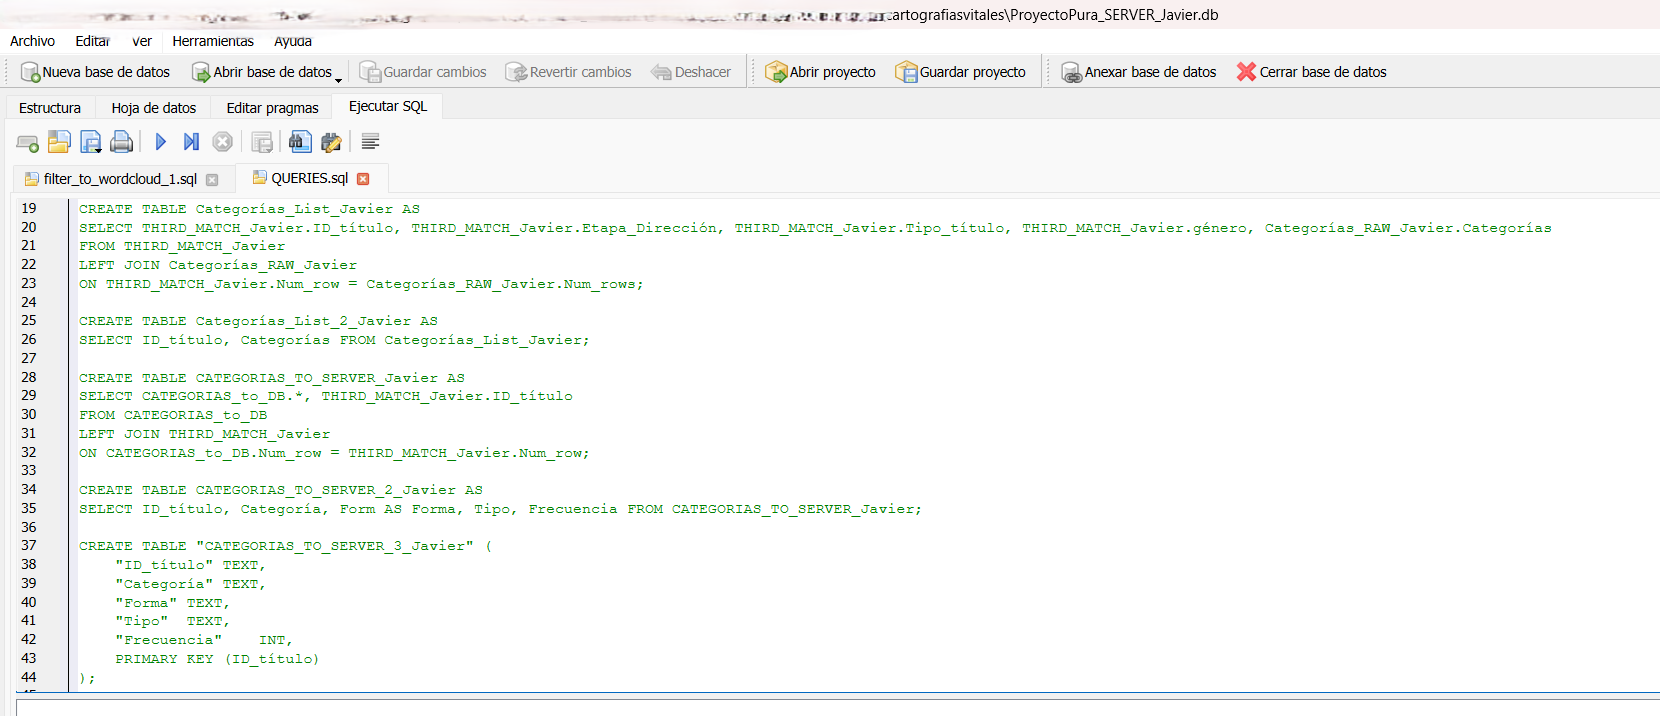 cartografiasvitales\ProyectoPura_SERVER_Javier.db
Archivo Editar Ver Herramientas Ayuda
Nueva base de datos Abrir base de datos Guardar cambios Revertir cambios Deshacer Abrir proyecto Guardar proyecto Anexar base de datos Cerrar base de datos
Estructura Hoja de datos Editar pragmas Ejecutar SQL
filter_to_wordcloud_1.sql QUERIES.sql
19 CREATE TABLE Categorías_List_Javier AS
20 SELECT THIRD_MATCH_Javier.ID_título, THIRD_MATCH_Javier.Etapa_Dirección, THIRD_MATCH_Javier.Tipo_título, THIRD_MATCH_Javier.género, Categorías_RAW_Javier.Categorías
21 FROM THIRD_MATCH_Javier
22 LEFT JOIN Categorías_RAW_Javier
23 ON THIRD_MATCH_Javier.Num_row = Categorías_RAW_Javier.Num_rows;
24
25 CREATE TABLE Categorías_List_2_Javier AS
26 SELECT ID_título, Categorías FROM Categorías_List_Javier;
27
28 CREATE TABLE CATEGORIAS_TO_SERVER_Javier AS
29 SELECT CATEGORIAS_to_DB.*, THIRD_MATCH_Javier.ID_título
30 FROM CATEGORIAS_to_DB
31 LEFT JOIN THIRD_MATCH_Javier
32 ON CATEGORIAS_to_DB.Num_row = THIRD_MATCH_Javier.Num_row;
33
34 CREATE TABLE CATEGORIAS_TO_SERVER_2_Javier AS
35 SELECT ID_título, Categoría, Form AS Forma, Tipo, Frecuencia FROM CATEGORIAS_TO_SERVER_Javier;
36
37 CREATE TABLE "CATEGORIAS_TO_SERVER_3_Javier" (
38 "ID_título" TEXT,
39 "Categoría" TEXT,
40 "Forma" TEXT,
41 "Tipo" TEXT,
42 "Frecuencia" INT,
43 PRIMARY KEY (ID_título)
44 );